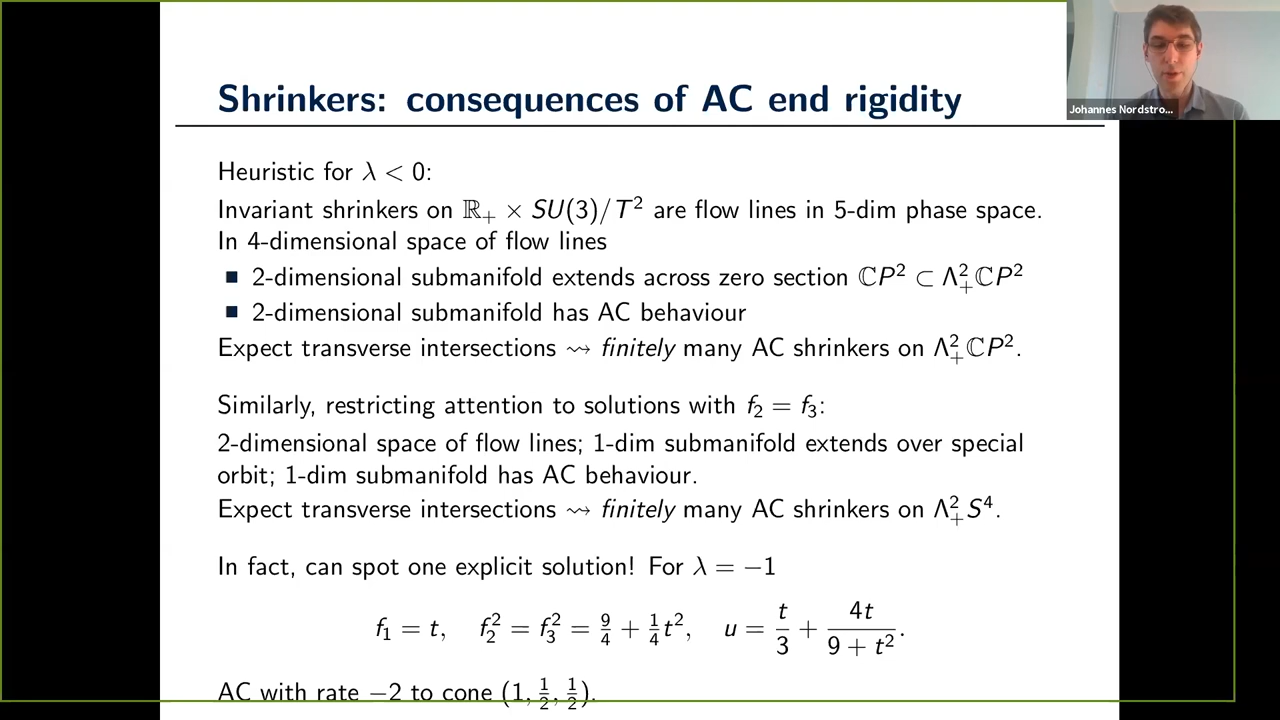 Shrinkers: consequences of AC end rigidity
Johannes Nordstro...
Heuristic for λ < 0:
Invariant shrinkers on ℝ₊ × SU(3)/T² are flow lines in 5-dim phase space.
In 4-dimensional space of flow lines
■ 2-dimensional submanifold extends across zero section ℂP² ⊂ Λ²₊ℂP²
■ 2-dimensional submanifold has AC behaviour
Expect transverse intersections ⇝ finitely many AC shrinkers on Λ²₊ℂP².
Similarly, restricting attention to solutions with f₂ = f₃:
2-dimensional space of flow lines; 1-dim submanifold extends over special
orbit; 1-dim submanifold has AC behaviour.
Expect transverse intersections ⇝ finitely many AC shrinkers on Λ²₊S⁴.
In fact, can spot one explicit solution! For λ = −1
f₁ = t, f₂² = f₃² = 9/4 + 1/4 t², u = t/3 + 4t/(9 + t²).
AC with rate −2 to cone (1, 1/2, 1/2).